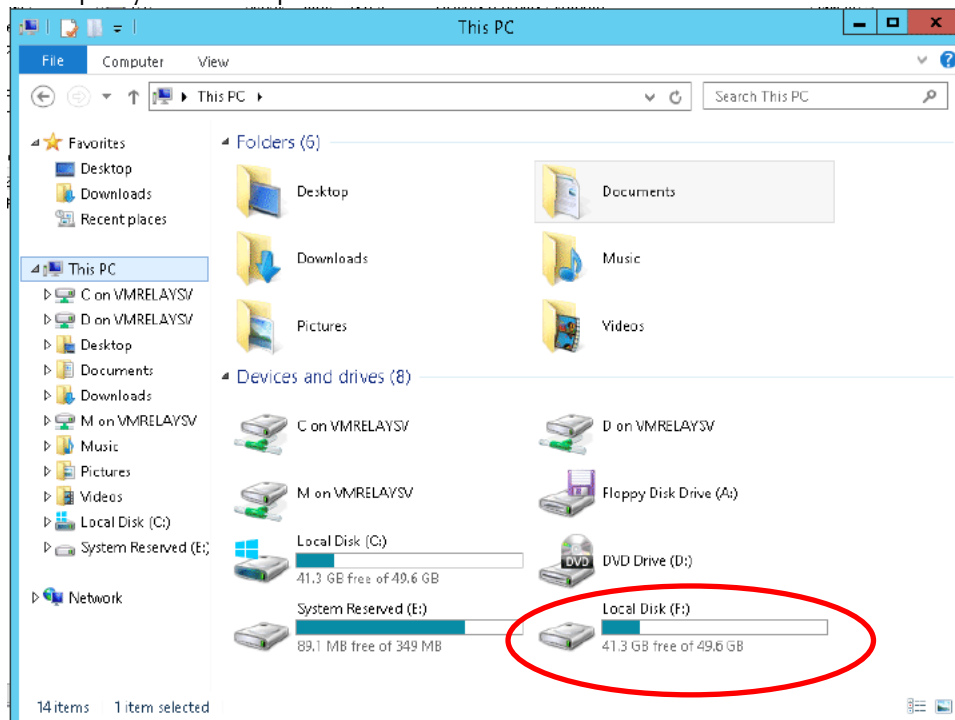 This PC
File Computer View
This PC
Search This PC
Favorites
Desktop
Downloads
Recent places
This PC
C on VMRELAYSV
D on VMRELAYSV
Desktop
Documents
Downloads
M on VMRELAYSV
Music
Pictures
Videos
Local Disk (C:)
System Reserved (E:)
Network
Folders (6)
Desktop
Documents
Downloads
Music
Pictures
Videos
Devices and drives (8)
C on VMRELAYSV
D on VMRELAYSV
M on VMRELAYSV
Floppy Disk Drive (A:)
Local Disk (C:)
41.3 GB free of 49.6 GB
DVD
DVD Drive (D:)
System Reserved (E:)
89.1 MB free of 349 MB
Local Disk (F:)
41.3 GB free of 49.6 GB
14 items 1 item selected